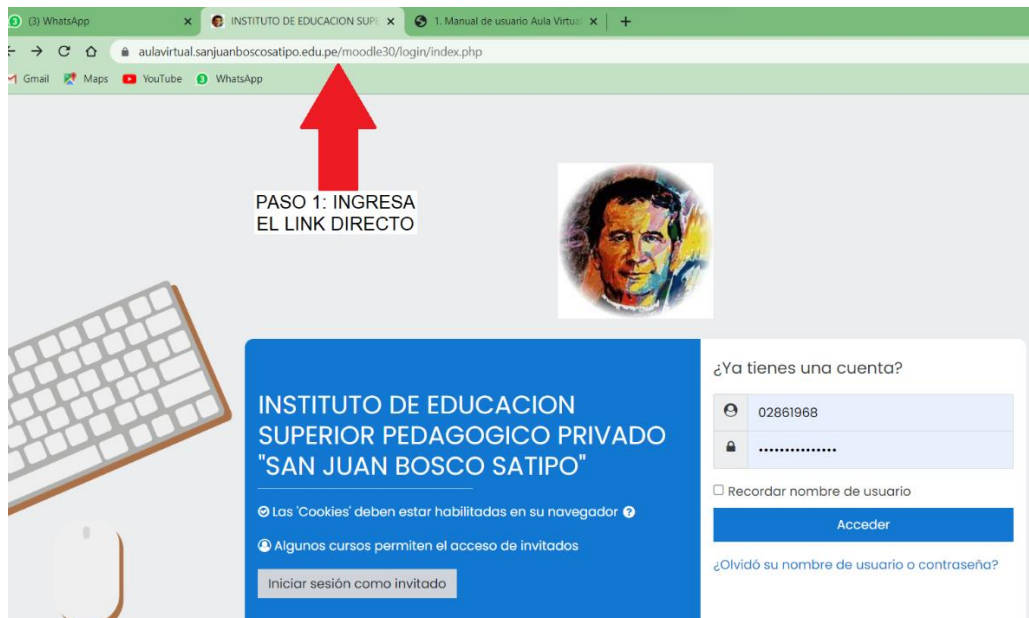 (3) WhatsApp
INSTITUTO DE EDUCACION SUPE
1. Manual de usuario Aula Virtual
aulavirtual.sanjuanboscosatipo.edu.pe/moodle30/login/index.php
Gmail Maps YouTube WhatsApp
PASO 1: INGRESA
EL LINK DIRECTO
INSTITUTO DE EDUCACION
SUPERIOR PEDAGOGICO PRIVADO
"SAN JUAN BOSCO SATIPO"
Las 'Cookies' deben estar habilitadas en su navegador
Algunos cursos permiten el acceso de invitados
Iniciar sesión como invitado
¿Ya tienes una cuenta?
02861968
•••••••••••••••
Recordar nombre de usuario
Acceder
¿Olvidó su nombre de usuario o contraseña?